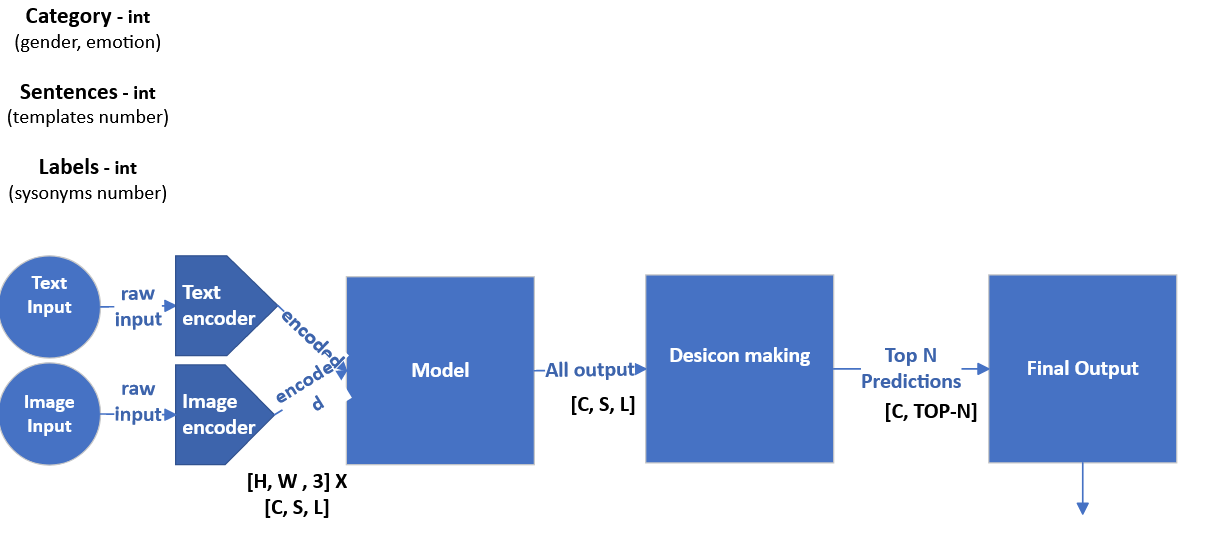 Category - int
(gender, emotion)
Sentences - int
(templates number)
Labels - int
(sysonyms number)
Text
Input
raw
input
Text
encoder
encoded
Image
Input
raw
input
Image
encoder
encoded
d
[H, W , 3] X
[C, S, L]
Model
All output
[C, S, L]
Desicon making
Top N
Predictions
[C, TOP-N]
Final Output